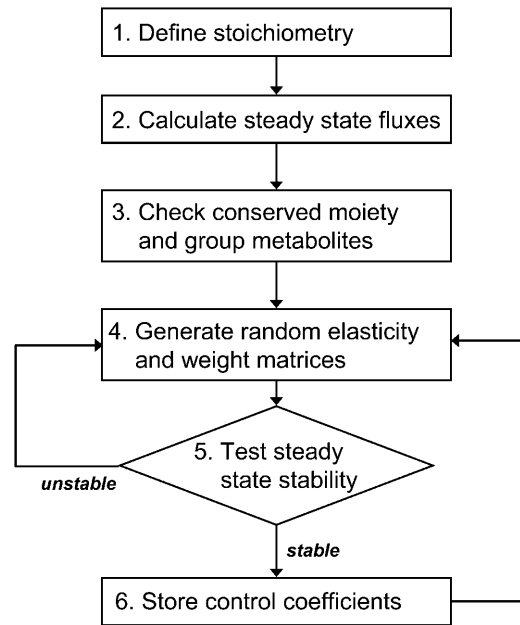 1. Define stoichiometry
2. Calculate steady state fluxes
3. Check conserved moiety
and group metabolites
4. Generate random elasticity
and weight matrices
5. Test steady
state stability
unstable
stable
6. Store control coefficients